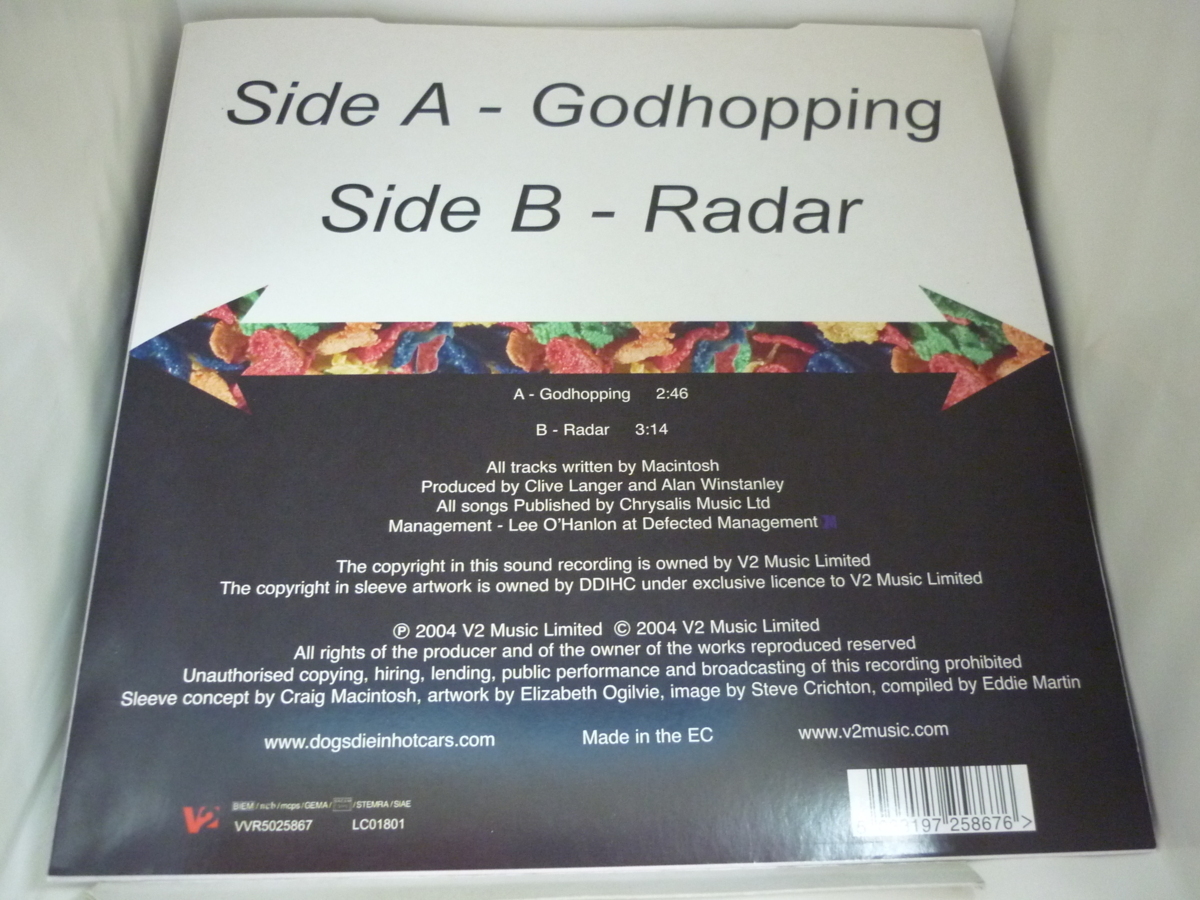 Side A - Godhopping
Side B - Radar
A - Godhopping 2:46
B - Radar 3:14
All tracks written by Macintosh
Produced by Clive Langer and Alan Winstanley
All songs Published by Chrysalis Music Ltd
Management - Lee O'Hanlon at Defected Management
The copyright in this sound recording is owned by V2 Music Limited
The copyright in sleeve artwork is owned by DDIHC under exclusive licence to V2 Music Limited
℗ 2004 V2 Music Limited © 2004 V2 Music Limited
All rights of the producer and of the owner of the works reproduced reserved
Unauthorised copying, hiring, lending, public performance and broadcasting of this recording prohibited
Sleeve concept by Craig Macintosh, artwork by Elizabeth Ogilvie, image by Steve Crichton, compiled by Eddie Martin
www.dogsdieinhotcars.com Made in the EC www.v2music.com
V2 BIEM / ncb / mcps / GEMA / / STEMRA / SIAE
VVR5025867 LC01801
258676 >